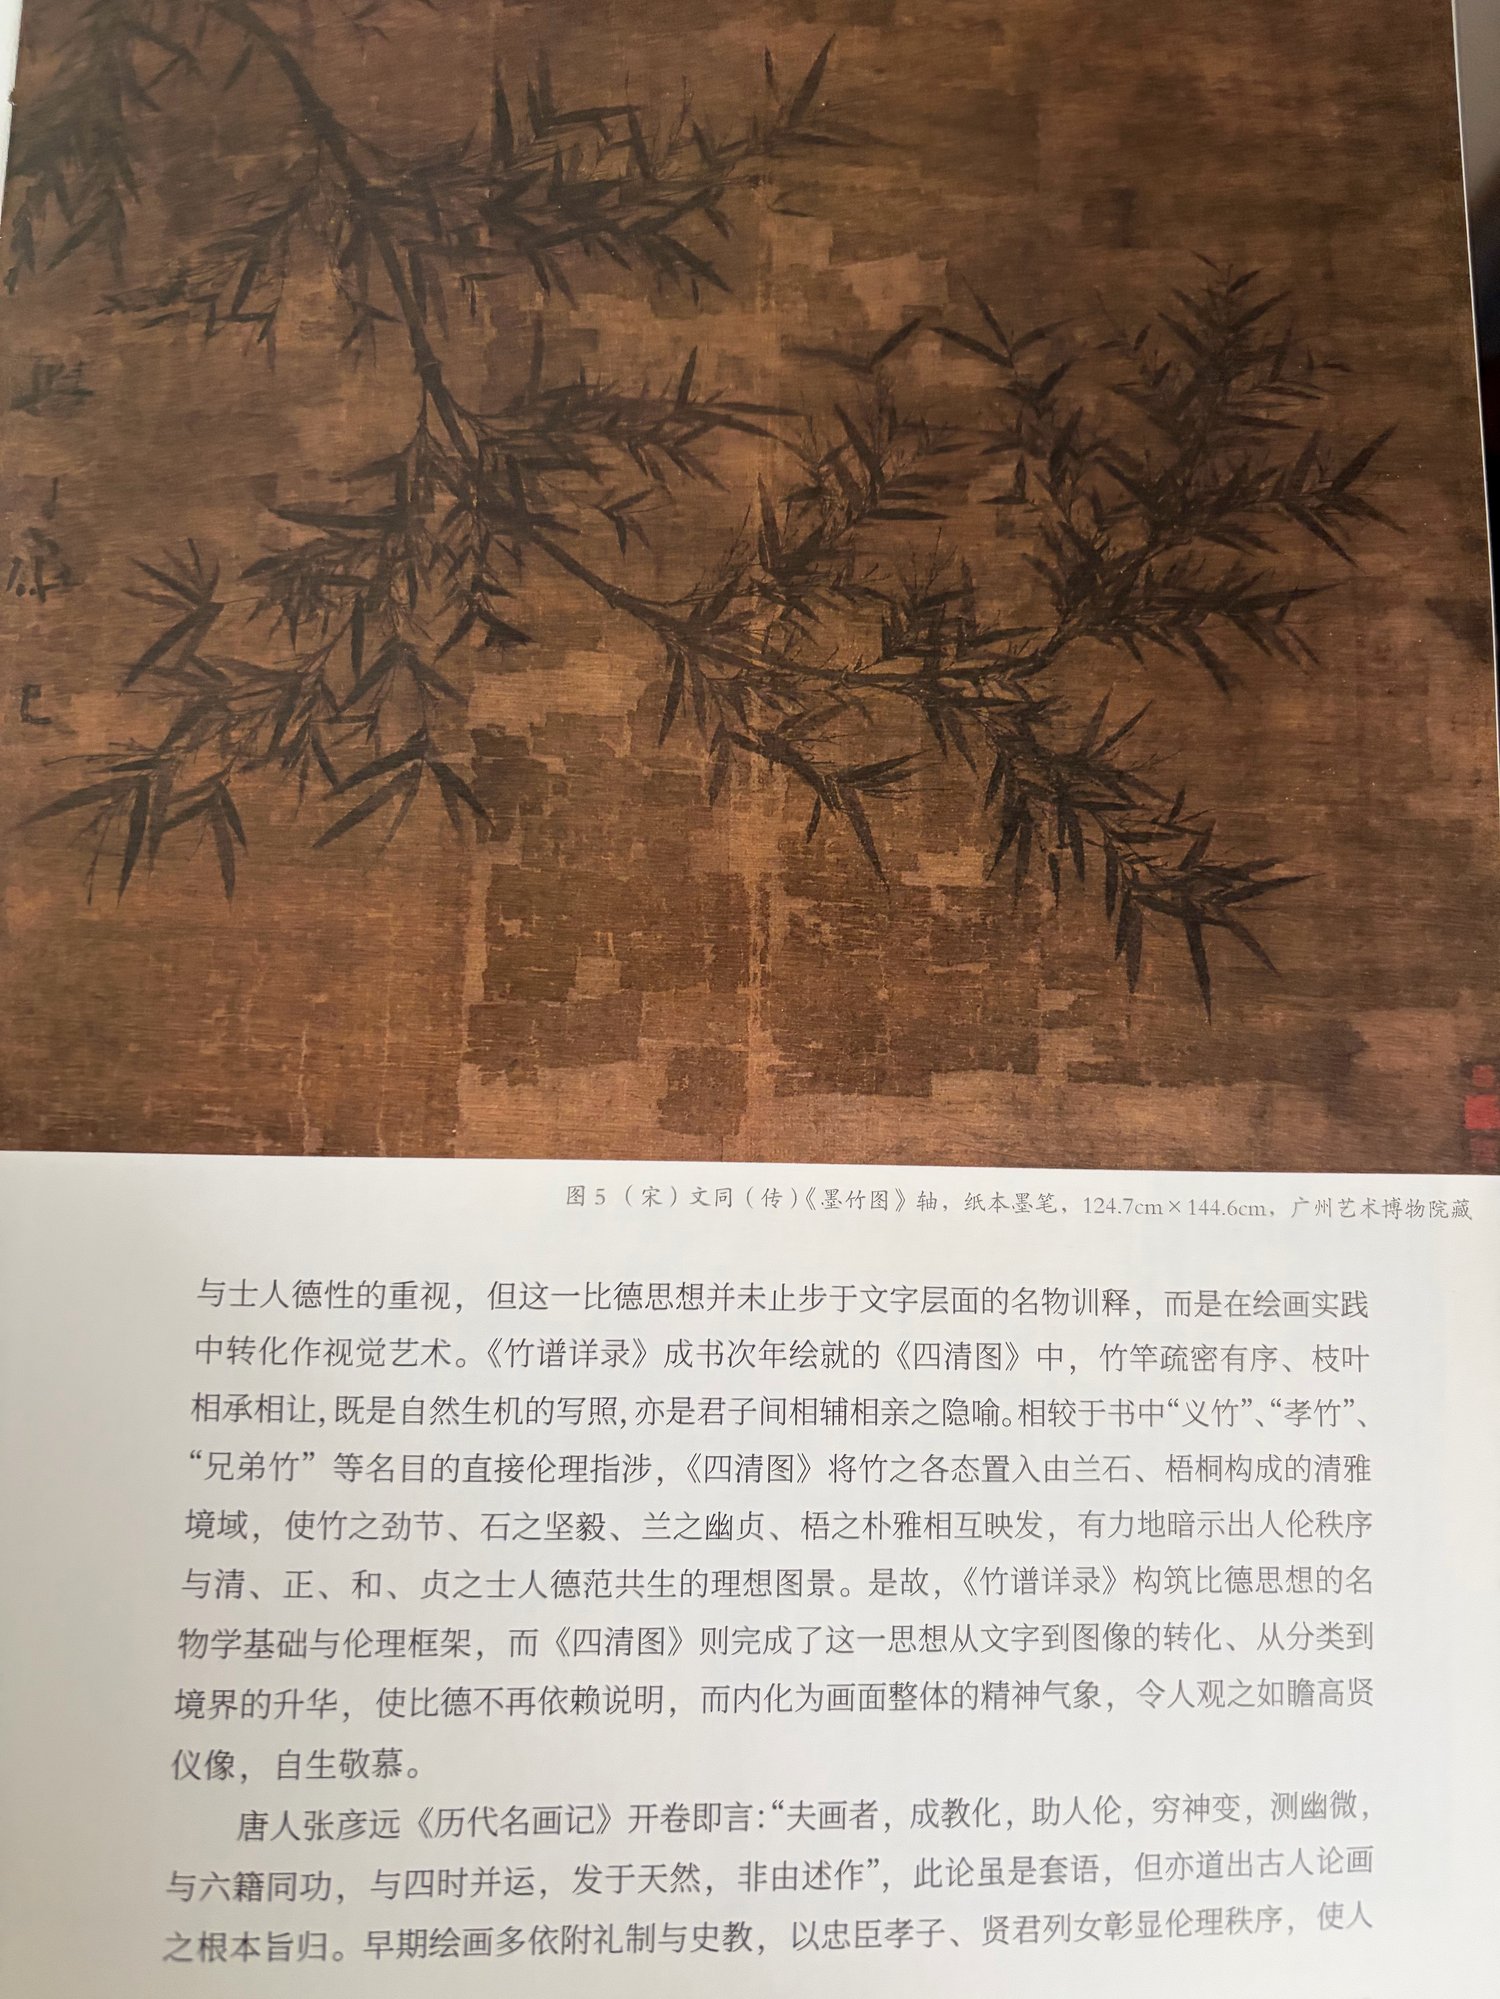 图5（宋）文同（传）《墨竹图》轴，纸本墨笔，124.7cm×144.6cm，广州艺术博物院藏
与士人德性的重视，但这一比德思想并未止步于文字层面的名物训释，而是在绘画实践
中转化作视觉艺术。《竹谱详录》成书次年绘就的《四清图》中，竹竿疏密有序、枝叶
相承相让，既是自然生机的写照，亦是君子间相辅相亲之隐喻。相较于书中“义竹”、“孝竹”、
“兄弟竹”等名目的直接伦理指涉，《四清图》将竹之各态置入由兰石、梧桐构成的清雅
境域，使竹之劲节、石之坚毅、兰之幽贞、梧之朴雅相互映发，有力地暗示出人伦秩序
与清、正、和、贞之士人德范共生的理想图景。是故，《竹谱详录》构筑比德思想的名
物学基础与伦理框架，而《四清图》则完成了这一思想从文字到图像的转化、从分类到
境界的升华，使比德不再依赖说明，而内化为画面整体的精神气象，令人观之如瞻高贤
仪像，自生敬慕。
唐人张彦远《历代名画记》开卷即言：“夫画者，成教化，助人伦，穷神变，测幽微，
与六籍同功，与四时并运，发于天然，非由述作”，此论虽是套语，但亦道出古人论画
之根本旨归。早期绘画多依附礼制与史教，以忠臣孝子、贤君列女彰显伦理秩序，使人